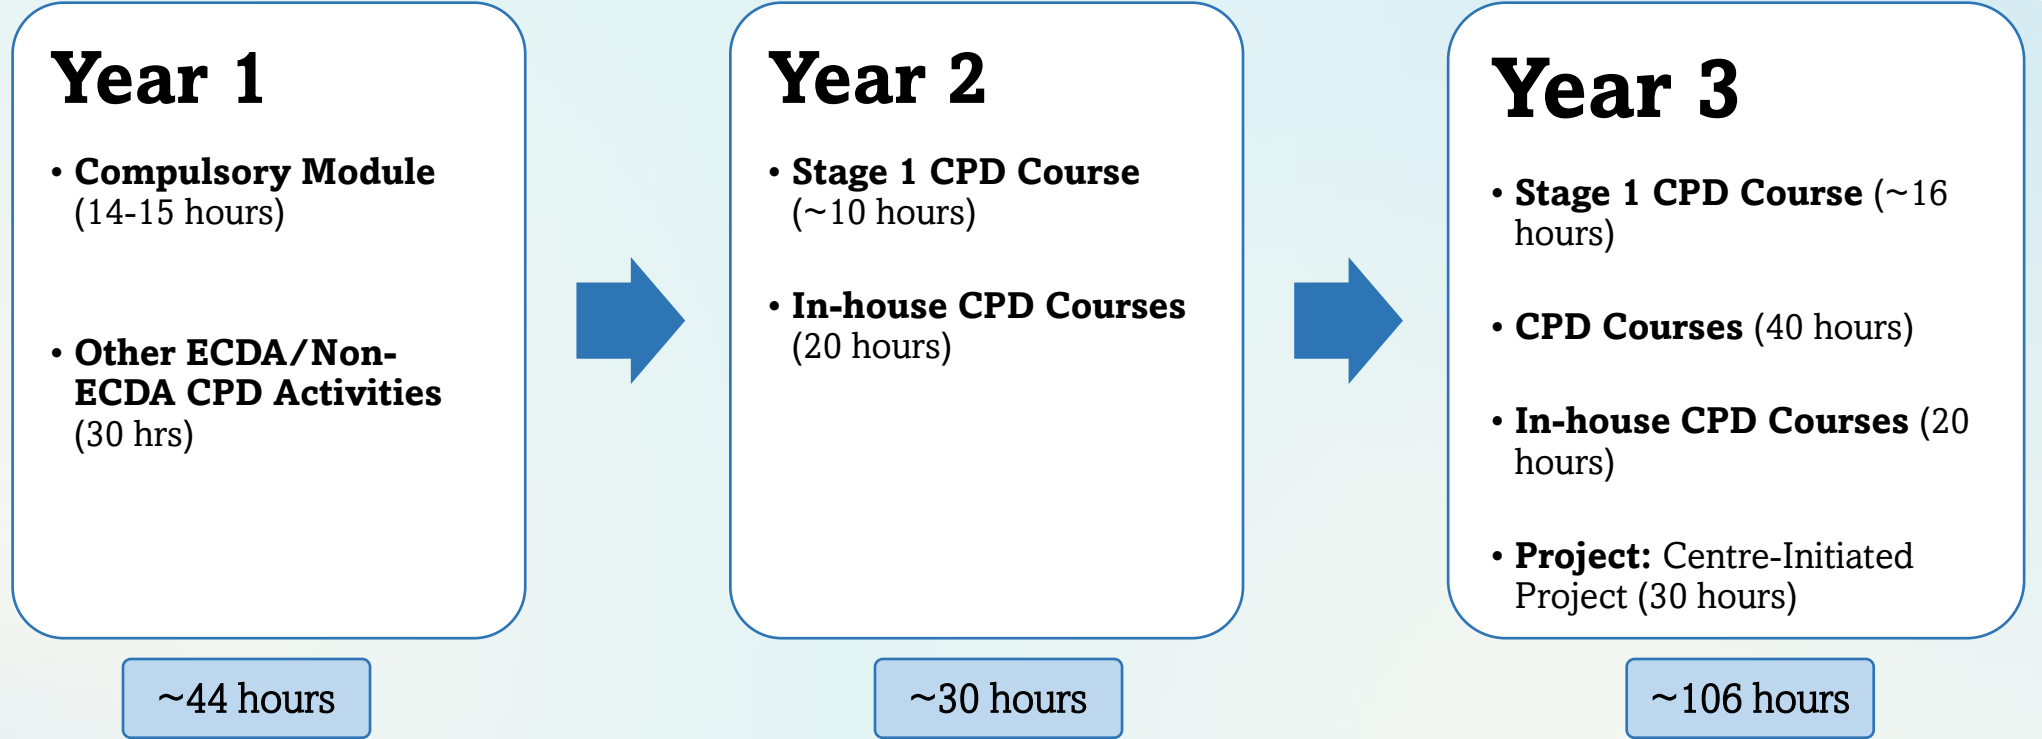 Year 1
• Compulsory Module
(14-15 hours)
• Other ECDA/Non-
ECDA CPD Activities
(30 hrs)
~44 hours
Year 2
• Stage 1 CPD Course
(~10 hours)
• In-house CPD Courses
(20 hours)
~30 hours
Year 3
• Stage 1 CPD Course (~16
hours)
• CPD Courses (40 hours)
• In-house CPD Courses (20
hours)
• Project: Centre-Initiated
Project (30 hours)
~106 hours